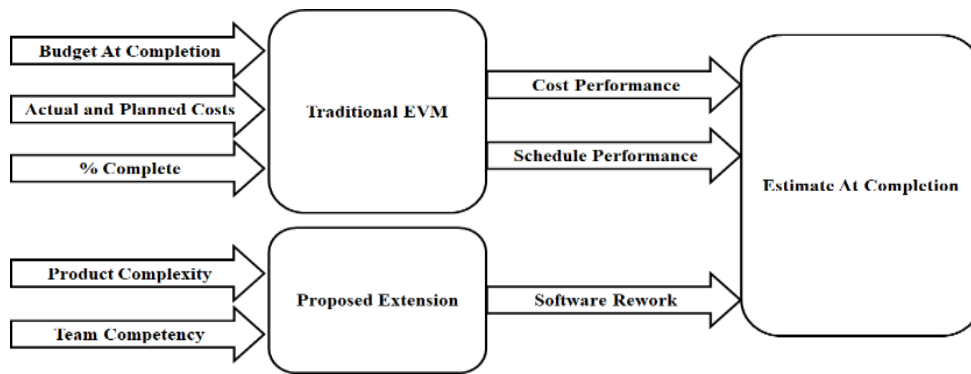 Budget At Completion
Actual and Planned Costs
% Complete
Traditional EVM
Cost Performance
Schedule Performance
Estimate At Completion
Product Complexity
Team Competency
Proposed Extension
Software Rework